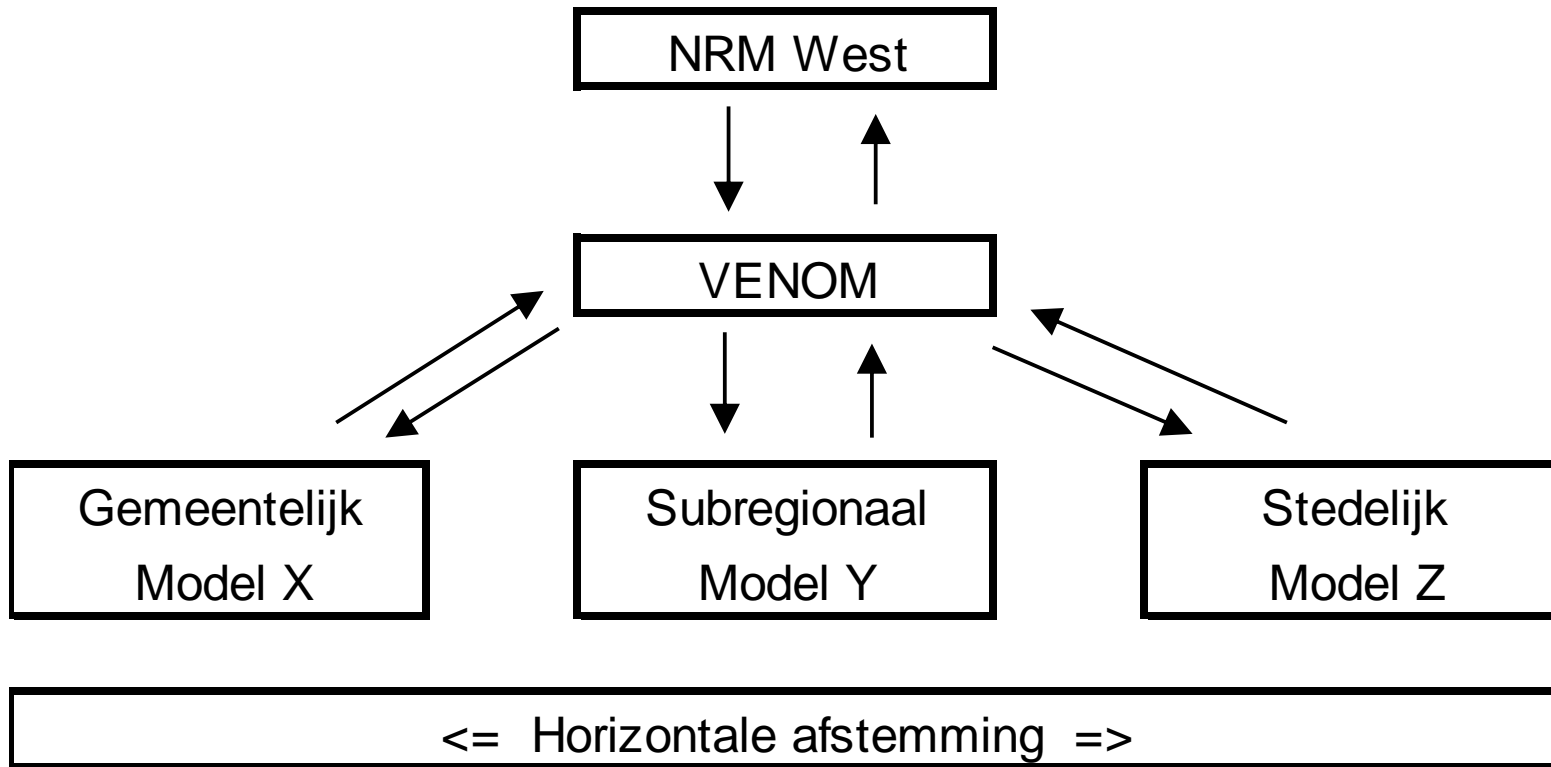 NRM West
VENOM
Gemeentelijk
Model X
Subregionaal
Model Y
Stedelijk
Model Z
<= Horizontale afstemming =>